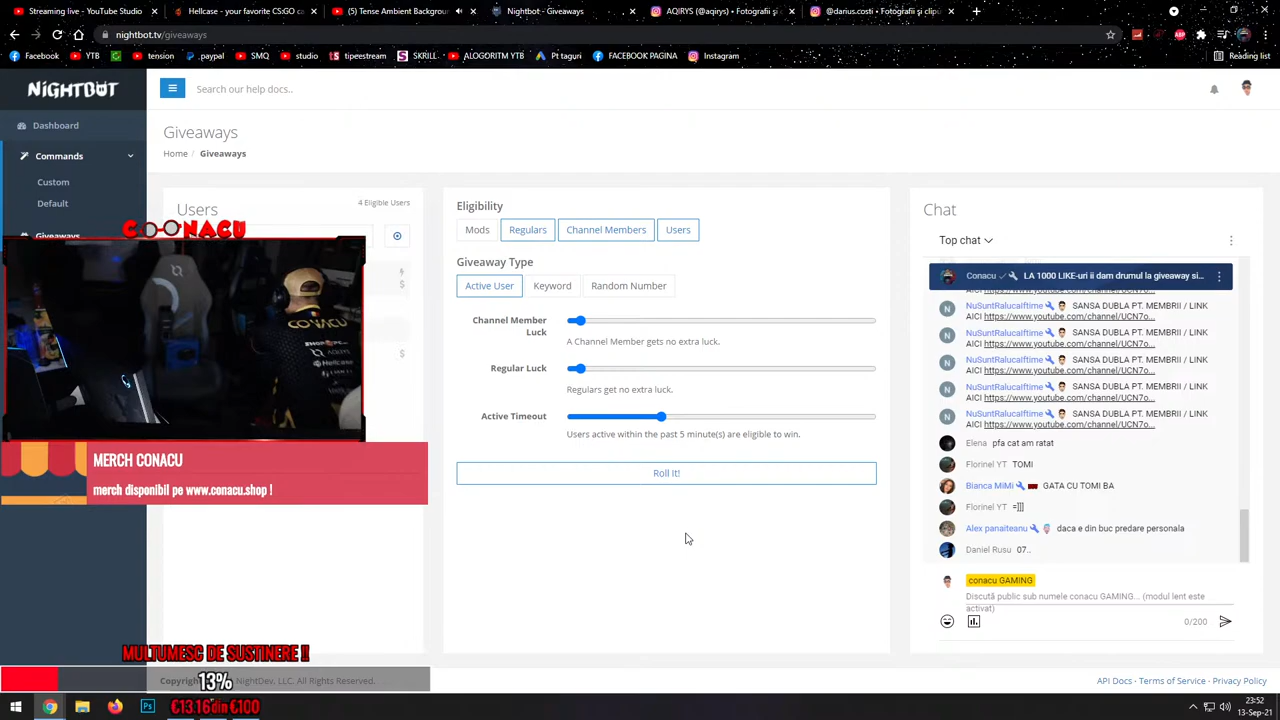 Live streaming - YouTube Studio
Hellcase - Your famous CSGO ca
(5) Tense Ambient Backgroun
Nightbot - Giveaways
AQIRYS (@aqirys) • Fotografii și
@darius.costi • Fotografii și clipu
nightbot.tv/giveaways
Facebook
YTB
tension
.paypal
SMQ
studio
tipeestream
SKRILL
ALOGORITM YTB
Pt taguri
FACEBOOK PAGINA
Instagram
Reading list
NiGHTBOT
Search our help docs..
Dashboard
Commands
Custom
Default
Giveaways
Giveaways
Home / Giveaways
Users
4 Eligible Users
Eligibility
Mods
Regulars
Channel Members
Users
Giveaway Type
Active User
Keyword
Random Number
Channel Member
Luck
A Channel Member gets no extra luck.
Regular Luck
Regulars get no extra luck.
Active Timeout
Users active within the past 5 minute(s) are eligible to win.
Roll It!
Chat
Top chat
Conacu LA 1000 LIKE-uri ii dam drumul la giveaway si...
AICI https://www.youtube.com/channel/UCN7o...
NuSuntRalucaIftime SANSA DUBLA PT. MEMBRII / LINK
AICI https://www.youtube.com/channel/UCN7o...
NuSuntRalucaIftime SANSA DUBLA PT. MEMBRII / LINK
AICI https://www.youtube.com/channel/UCN7o...
NuSuntRalucaIftime SANSA DUBLA PT. MEMBRII / LINK
AICI https://www.youtube.com/channel/UCN7o...
NuSuntRalucaIftime SANSA DUBLA PT. MEMBRII / LINK
AICI https://www.youtube.com/channel/UCN7o...
NuSuntRalucaIftime SANSA DUBLA PT. MEMBRII / LINK
AICI https://www.youtube.com/channel/UCN7o...
Elena pfa cat am ratat
Florinel YT TOMI
Bianca MiMi GATA CU TOMI BA
Florinel YT =]]]
Alex panaiteanu daca e din buc predare personala
Daniel Rusu 07..
conacu GAMING
Discută public sub numele conacu GAMING... (modul lent este
activat)
0/200
COONACU
CONACU
MERCH CONACU
merch disponibil pe www.conacu.shop !
MULTUMESC DE SUSTINERE !!
13%
Copyright NightDev, LLC. All Rights Reserved.
€13.16 din €100
API Docs - Terms of Service - Privacy Policy
23:52
13-Sep-21